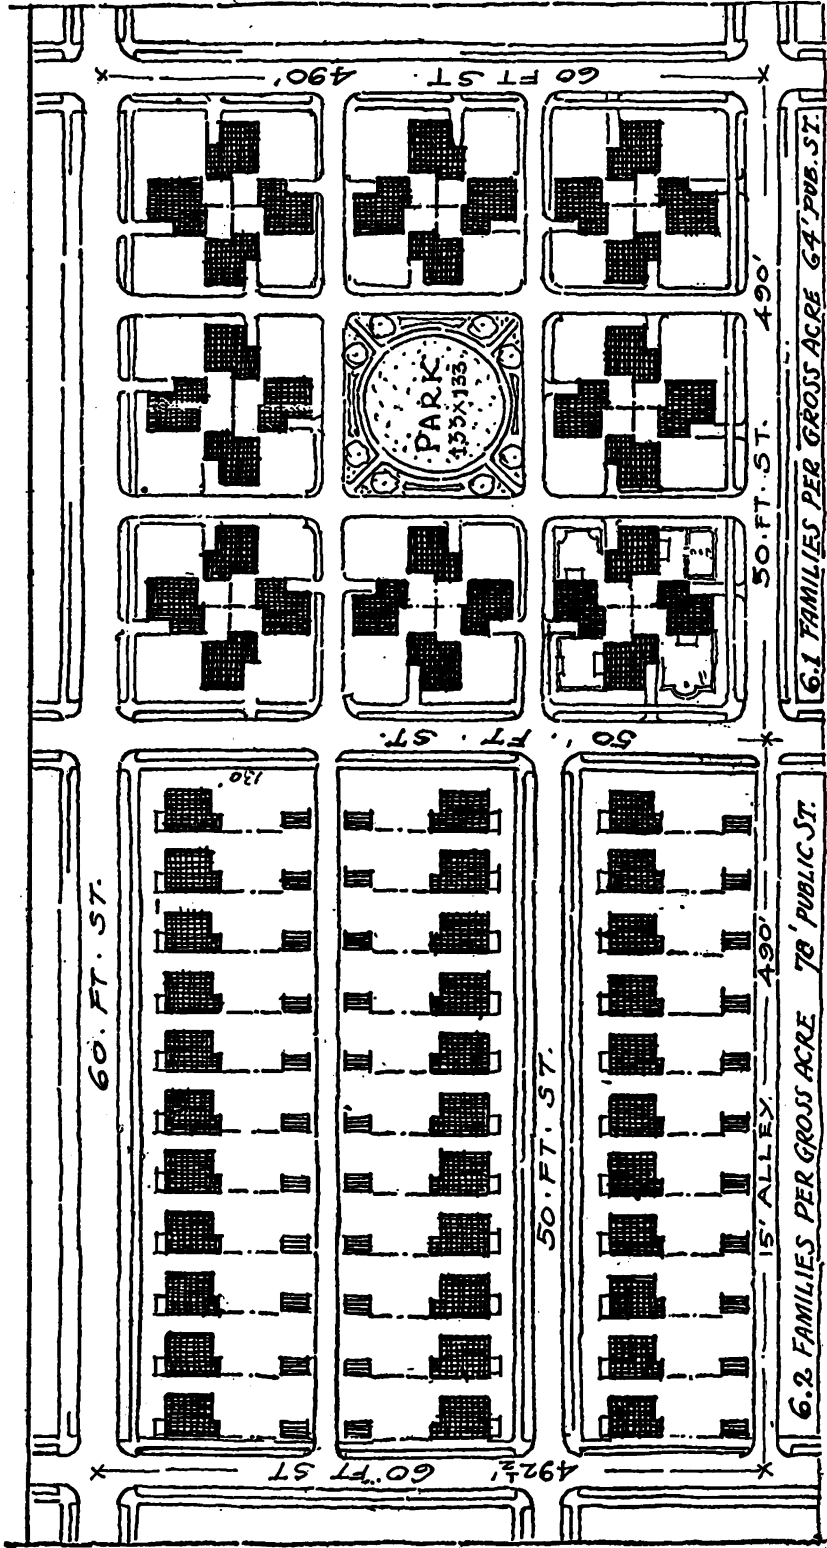 60 FT ST. 490'
490'
50.FT.ST.
6.1 FAMILIES PER GROSS ACRE 64' PUB.ST.
PARK
133X133
50' FT. ST.
130'
60.FT.ST.
50.FT.ST.
15' ALLEY 490'
6.2 FAMILIES PER GROSS ACRE 78' PUBLIC ST.
492½' 60'FT ST